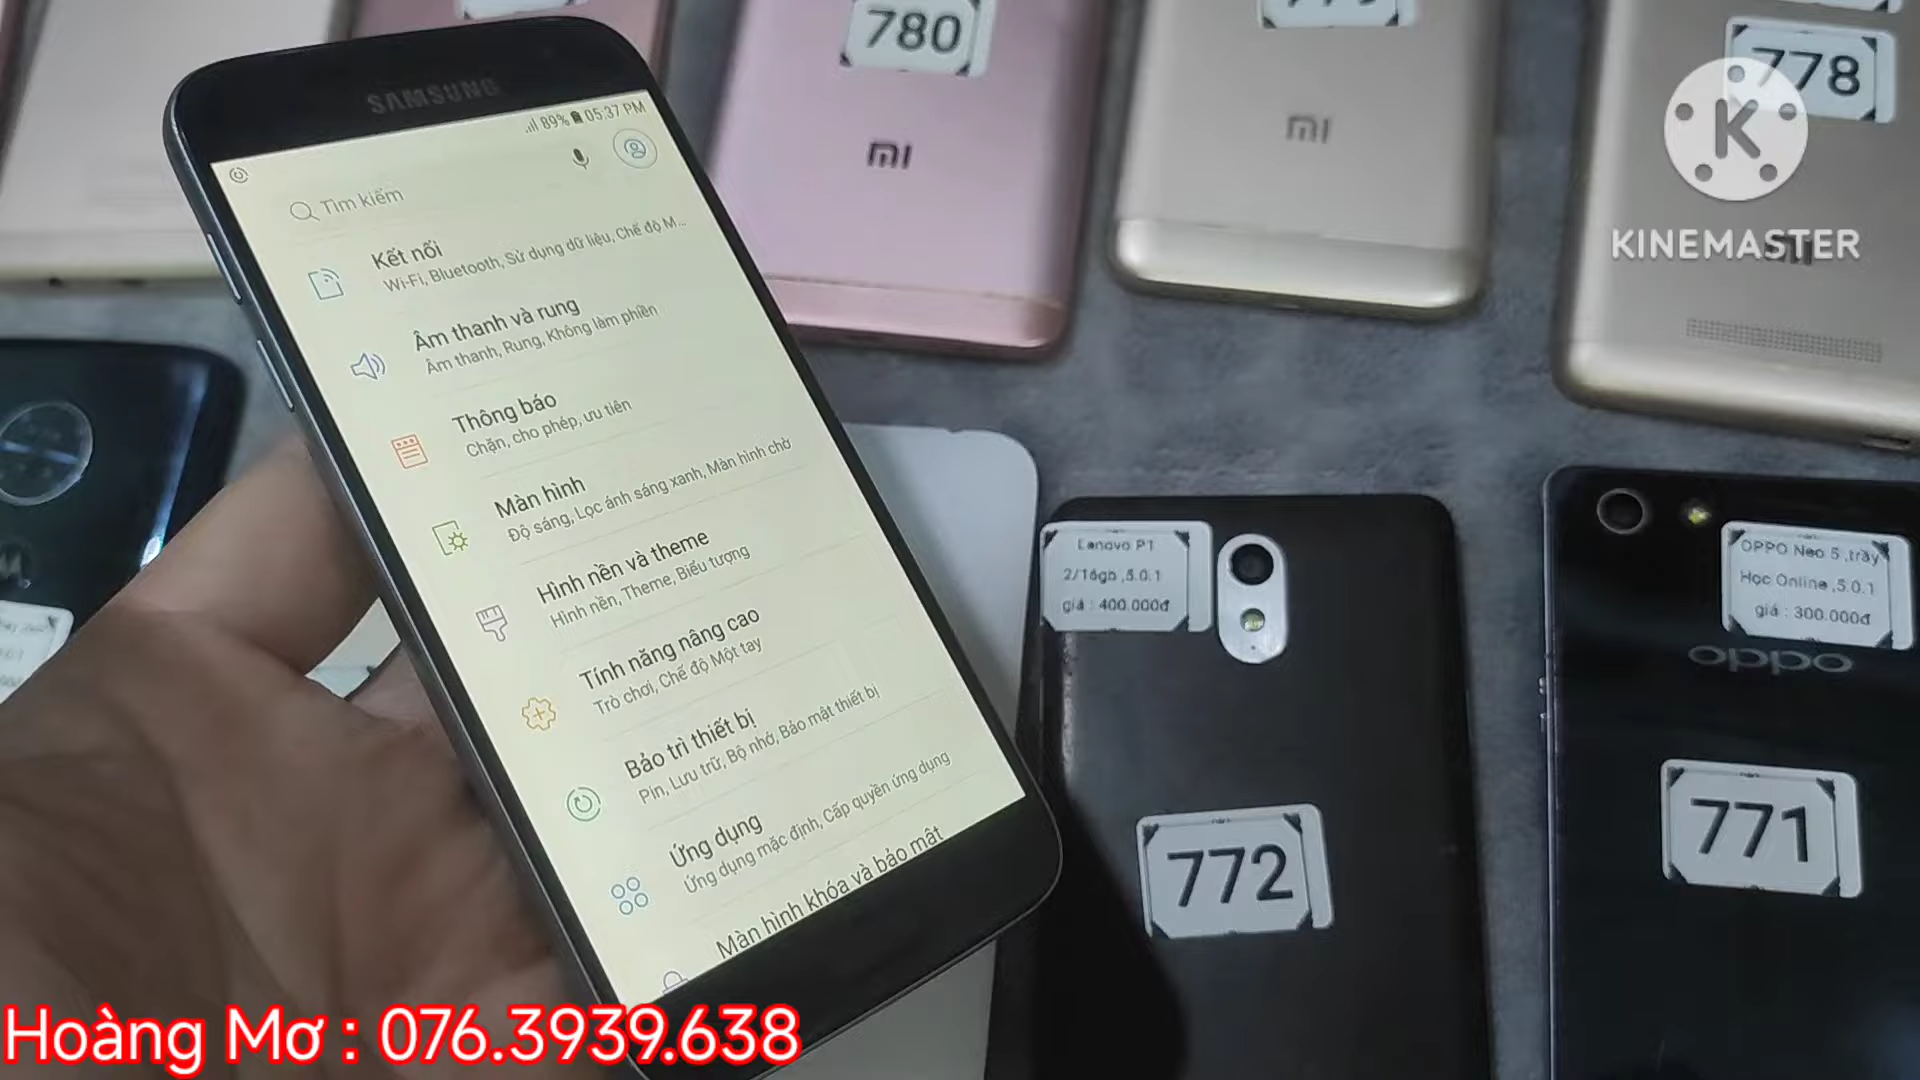 780
MI
MI
778
KINEMASTER
SAMSUNG
89% 05:37 PM
Tìm kiếm
Kết nối
Wi-Fi, Bluetooth, Sử dụng dữ liệu, Chế độ M...
Âm thanh và rung
Âm thanh, Rung, Không làm phiền
Thông báo
Chặn, cho phép, ưu tiên
Màn hình
Độ sáng, Lọc ánh sáng xanh, Màn hình chờ
Hình nền và theme
Hình nền, Theme, Biểu tượng
Tính năng nâng cao
Trò chơi, Chế độ Một tay
Bảo trì thiết bị
Pin, Lưu trữ, Bộ nhớ, Bảo mật thiết bị
Ứng dụng
Ứng dụng mặc định, Cấp quyền ứng dụng
Màn hình khóa và bảo mật
Lenovo P1
2/16gb ,5.0.1
giá : 400.000đ
772
OPPO Neo 5 ,trầy
Học Online ,5.0.1
giá : 300.000đ
oppo
771
Hoàng Mơ : 076.3939.638